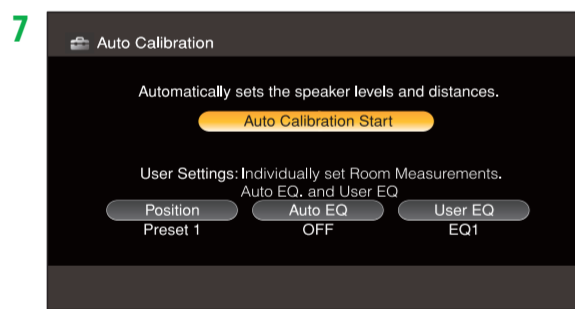 7
Auto Calibration
Automatically sets the speaker levels and distances.
Auto Calibration Start
User Settings: Individually set Room Measurements.
Auto EQ. and User EQ
Position Auto EQ User EQ
Preset 1 OFF EQ1